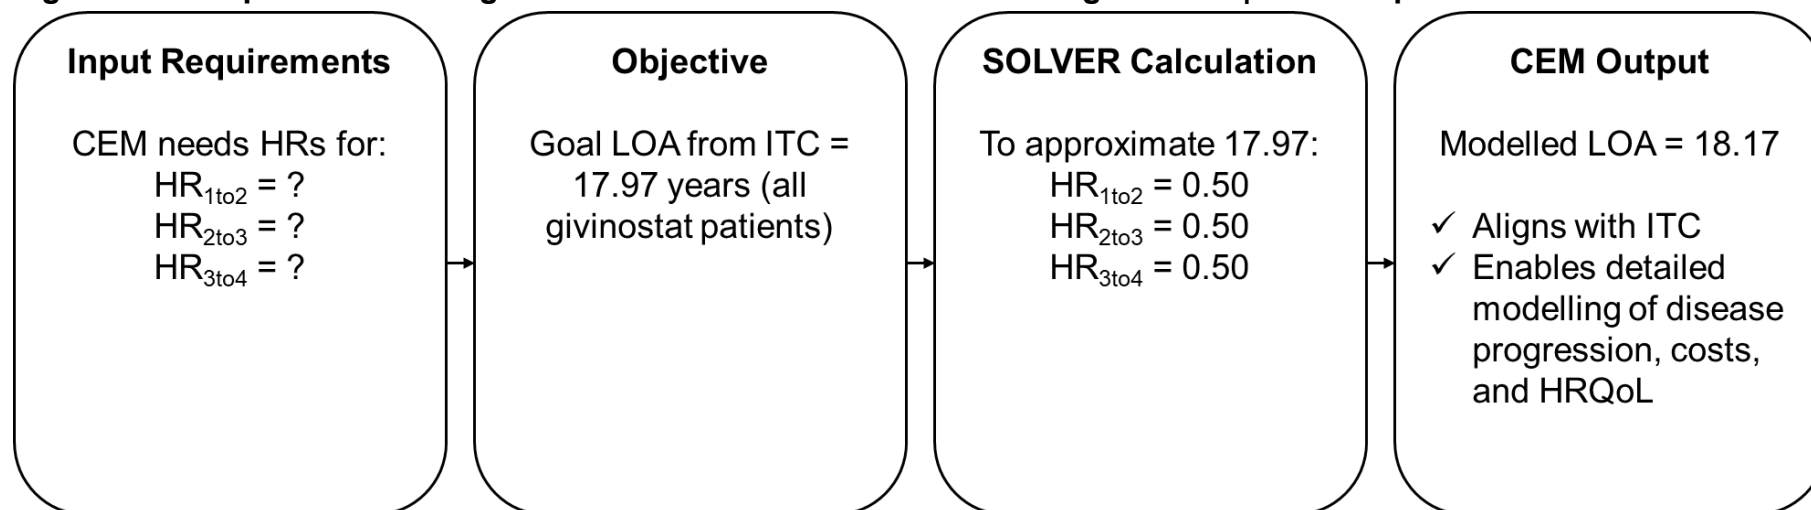 Input Requirements
CEM needs HRs for:
HR1to2 = ?
HR2to3 = ?
HR3to4 = ?
Objective
Goal LOA from ITC =
17.97 years (all
givinostat patients)
SOLVER Calculation
To approximate 17.97:
HR1to2 = 0.50
HR2to3 = 0.50
HR3to4 = 0.50
CEM Output
Modelled LOA = 18.17
✓ Aligns with ITC
✓ Enables detailed
modelling of disease
progression, costs,
and HRQoL